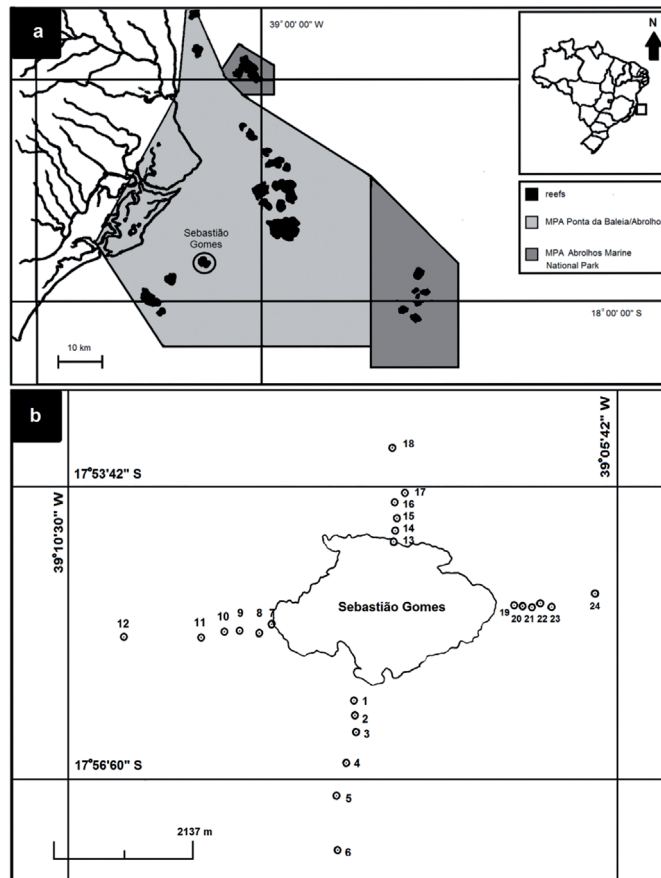 a
39° 00' 00" W
N
reefs
MPA Ponta da Baleia/Abrolhos
MPA Abrolhos Marine
National Park
Sebastião
Gomes
18° 00' 00" S
10 km
b
39°05'42" W
18
17°53'42" S
39°10'30" W
17
16
15
14
13
Sebastião Gomes
24
19
20
21
22
23
12
11
10
9
8
7
1
2
3
4
17°56'60" S
5
6
2137 m